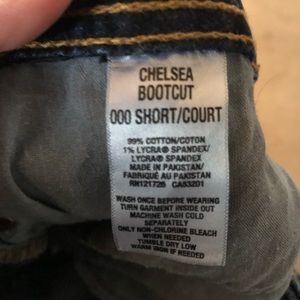 CHELSEA
BOOTCUT
000 SHORT/COURT
99% COTTON/COTON
1% LYCRA® SPANDEX/
LYCRA® SPANDEX
MADE IN PAKISTAN/
FABRIQUÉ AU PAKISTAN
RN121726 CA53201
WASH ONCE BEFORE WEARING
TURN GARMENT INSIDE OUT
MACHINE WASH COLD
SEPARATELY
ONLY NON-CHLORINE BLEACH
WHEN NEEDED
TUMBLE DRY LOW
WARM IRON IF NEEDED